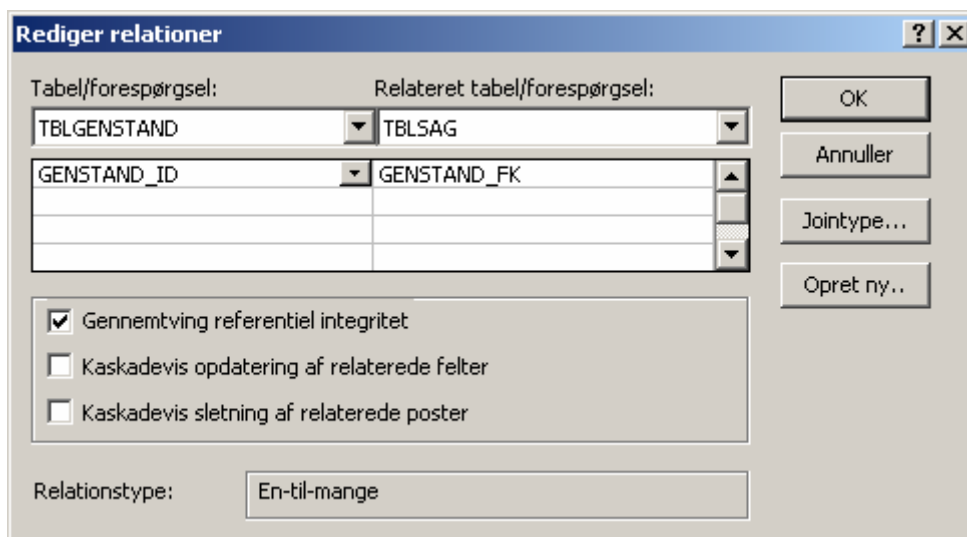 Rediger relationer
Tabel/forespørgsel: Relateret tabel/forespørgsel:
TBLGENSTAND TBLSAG
GENSTAND_ID GENSTAND_FK
OK
Annuller
Jointype...
Opret ny..
Gennemtving referentiel integritet
Kaskadevis opdatering af relaterede felter
Kaskadevis sletning af relaterede poster
Relationstype: En-til-mange